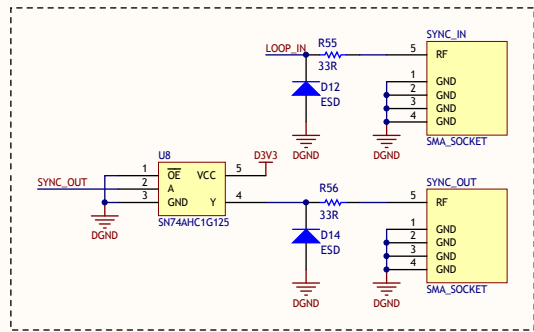 SYNC_IN
LOOP_IN
R55
33R
5 RF
1 GND
2 GND
3 GND
4 GND
D12
ESD
DGND
DGND
SMA_SOCKET
U8
D3V3
1 OE VCC 5
SYNC_OUT
2 A
3 GND Y 4
DGND
SN74AHC1G125
SYNC_OUT
R56
33R
5 RF
1 GND
2 GND
3 GND
4 GND
D14
ESD
DGND
DGND
SMA_SOCKET